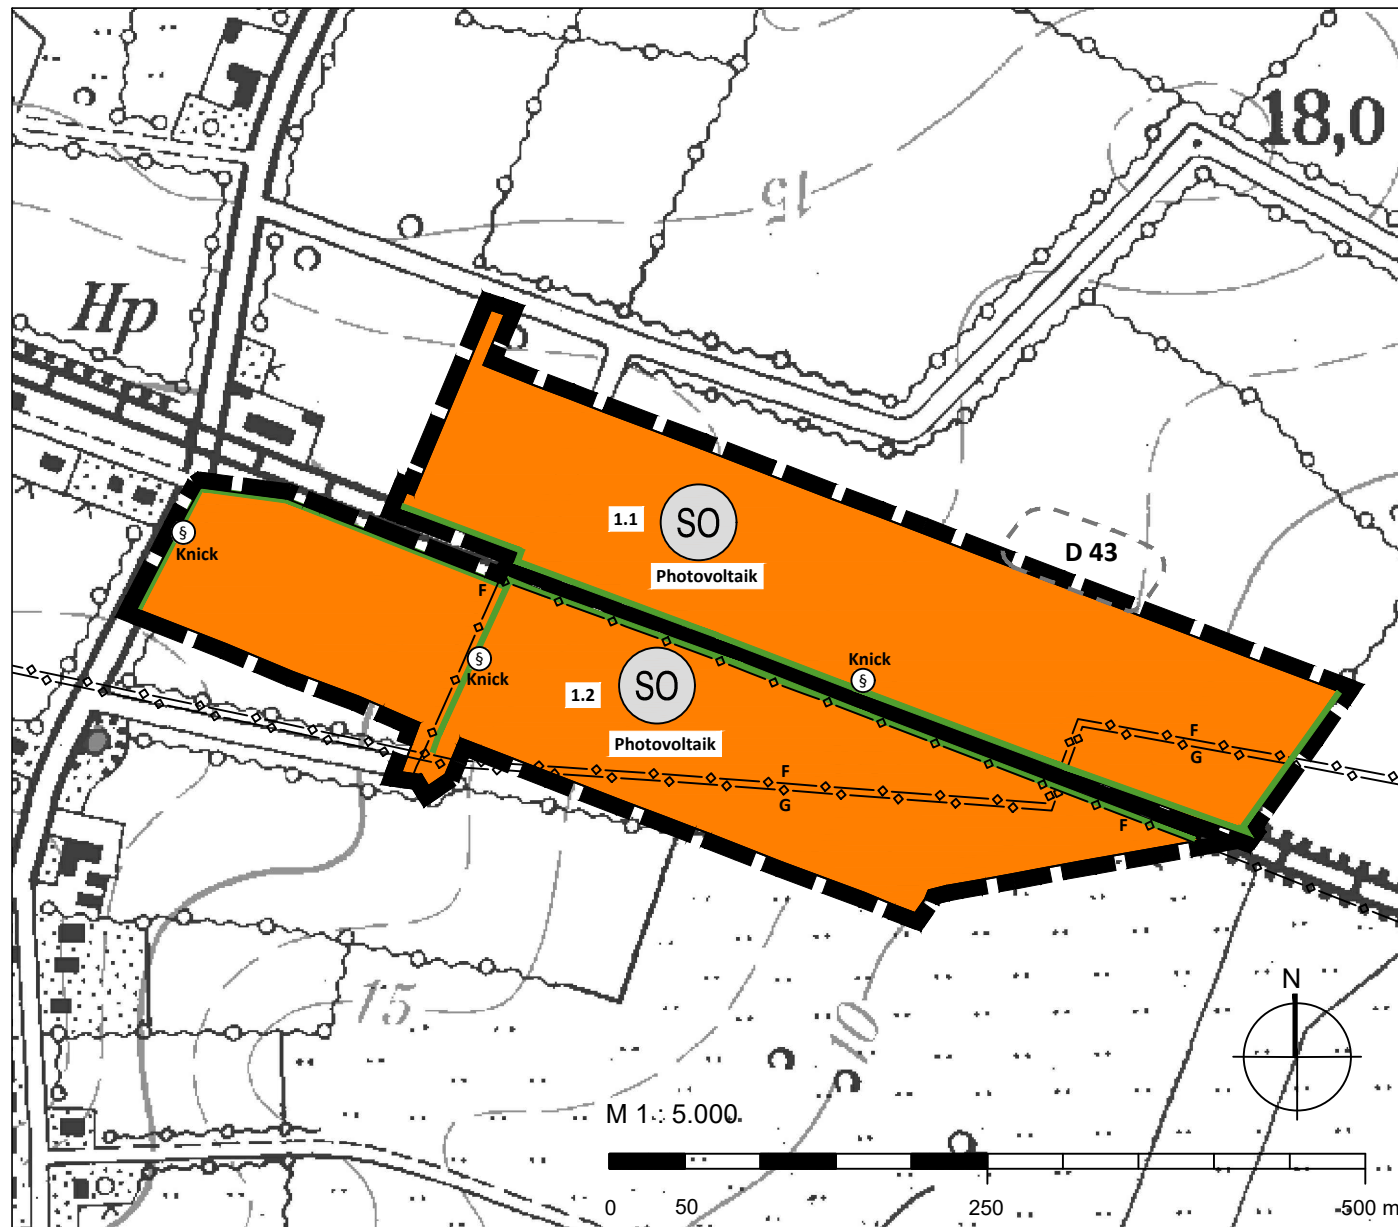 18,0
15
Hp
1.1
SO
Photovoltaik
D 43
§
Knick
F
§
Knick
§
Knick
1.2
SO
Photovoltaik
F
G
F
G
F
15
10
N
M 1 : 5.000
0 50 250 500 m